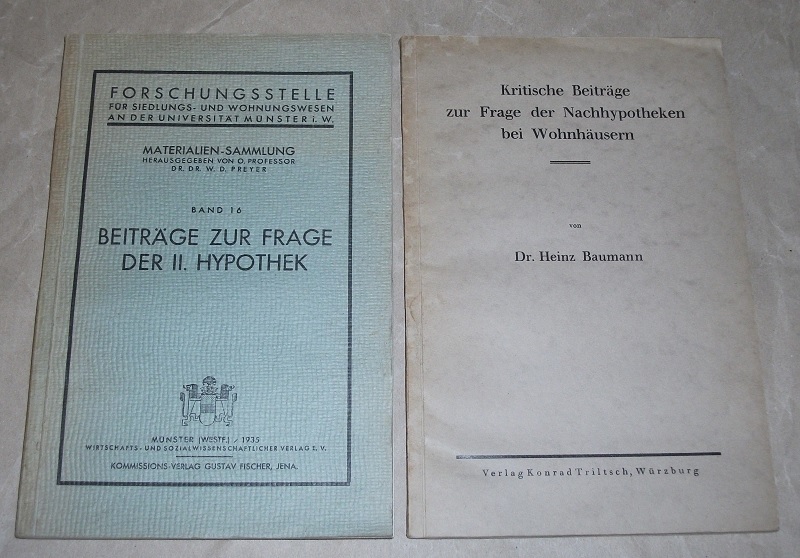 FORSCHUNGSSTELLE
FÜR SIEDLUNGS- UND WOHNUNGSWESEN
AN DER UNIVERSITÄT MÜNSTER i. W.
MATERIALIEN-SAMMLUNG
HERAUSGEGEBEN VON O. PROFESSOR
DR. DR. W. D. PREYER
BAND 16
BEITRÄGE ZUR FRAGE
DER II. HYPOTHEK
MÜNSTER (WESTF.) / 1935
WIRTSCHAFTS- UND SOZIALWISSENSCHAFTLICHER VERLAG E. V.
KOMMISSIONS-VERLAG GUSTAV FISCHER, JENA.
Kritische Beiträge
zur Frage der Nachhypotheken
bei Wohnhäusern
von
Dr. Heinz Baumann
Verlag Konrad Triltsch, Würzburg